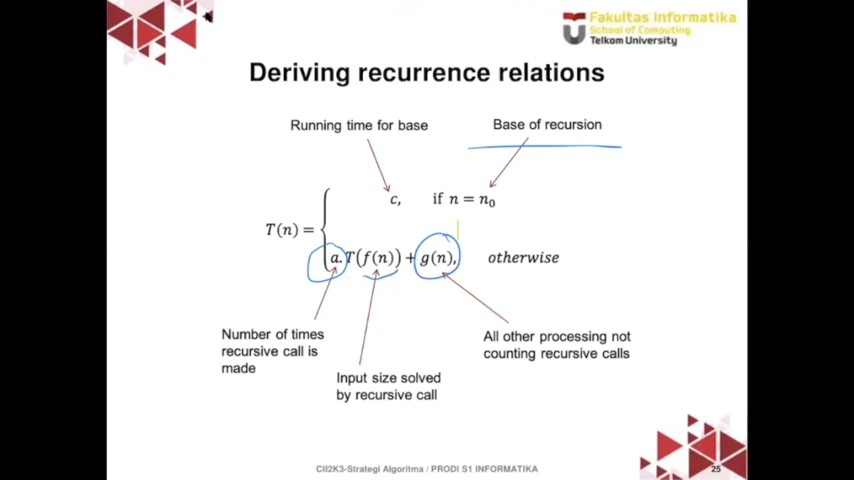 Fakultas Informatika
School of Computing
Telkom University
Deriving recurrence relations
Running time for base
Base of recursion
c, if n = n₀
T(n) =
a. T(f(n)) + g(n), otherwise
Number of times
recursive call is
made
Input size solved
by recursive call
All other processing not
counting recursive calls
CII2K3-Strategi Algoritma / PRODI S1 INFORMATIKA
25